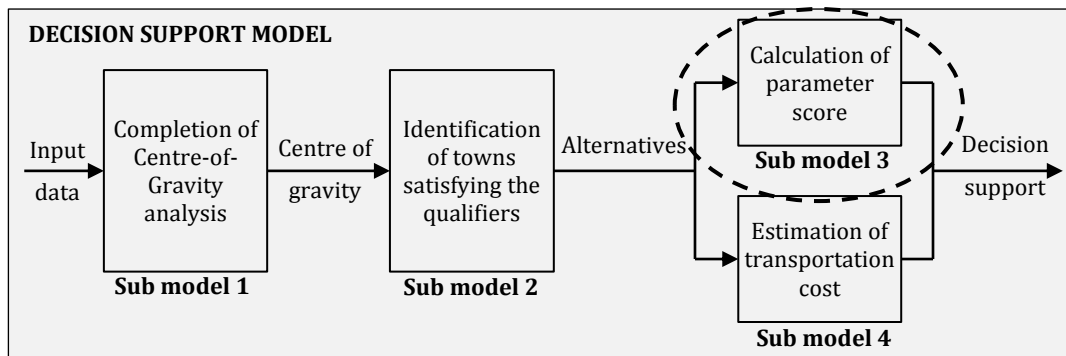 DECISION SUPPORT MODEL
Input
data
Completion of
Centre-of-
Gravity
analysis
Sub model 1
Centre of
gravity
Identification
of towns
satisfying the
qualifiers
Sub model 2
Alternatives
Calculation of
parameter
score
Sub model 3
Estimation of
transportation
cost
Sub model 4
Decision
support